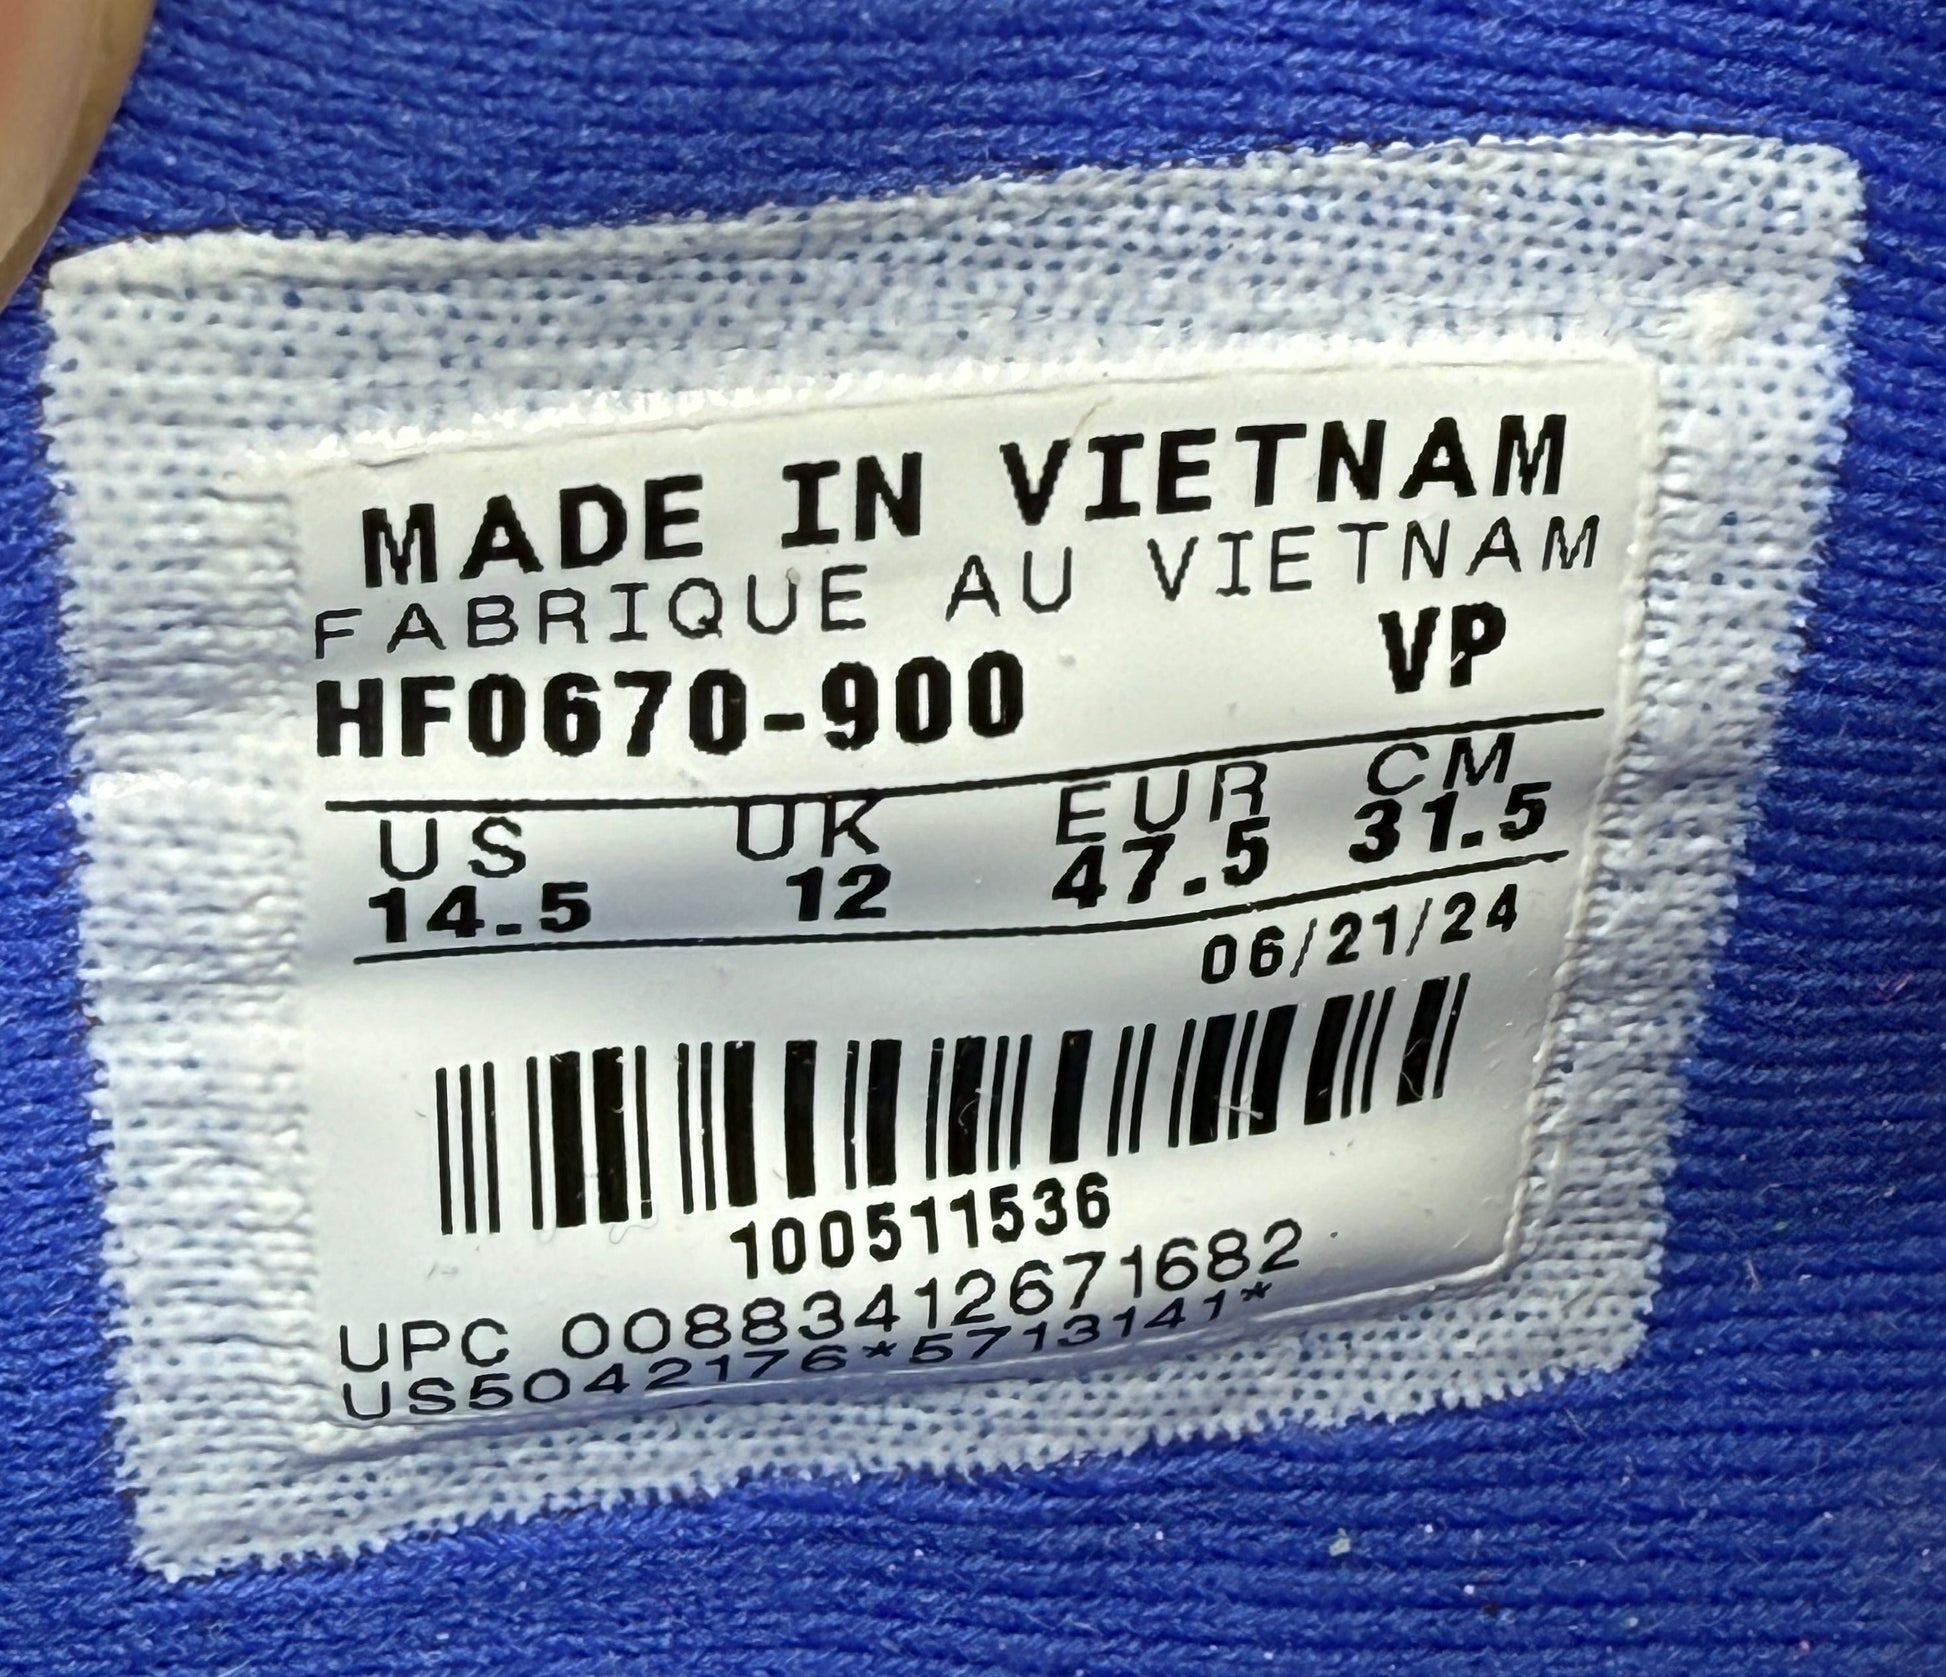 MADE IN VIETNAM
FABRIQUE AU VIETNAM
HF0670-900 VP
US UK EUR CM
14.5 12 47.5 31.5
06/21/24
100511536
UPC 00883412671682
US5042176*5713141*